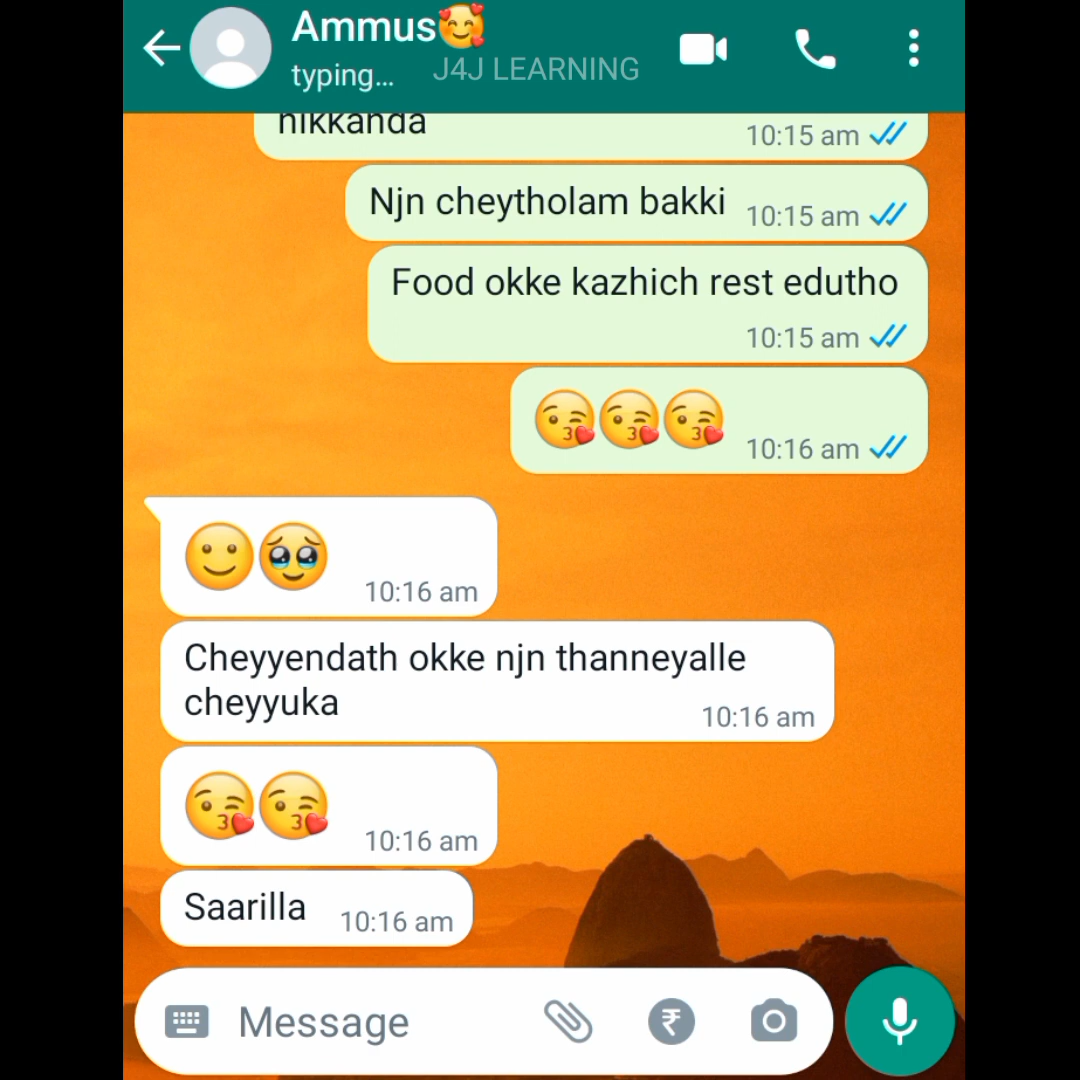 Ammus🥰
typing...
J4J LEARNING
nikkanda
10:15 am
Njn cheytholam bakki
10:15 am
Food okke kazhich rest edutho
10:15 am
😘😘😘
10:16 am
🙂🥹
10:16 am
Cheyyendath okke njn thanneyalle
cheyyuka
10:16 am
😘😘
10:16 am
Saarilla
10:16 am
Message